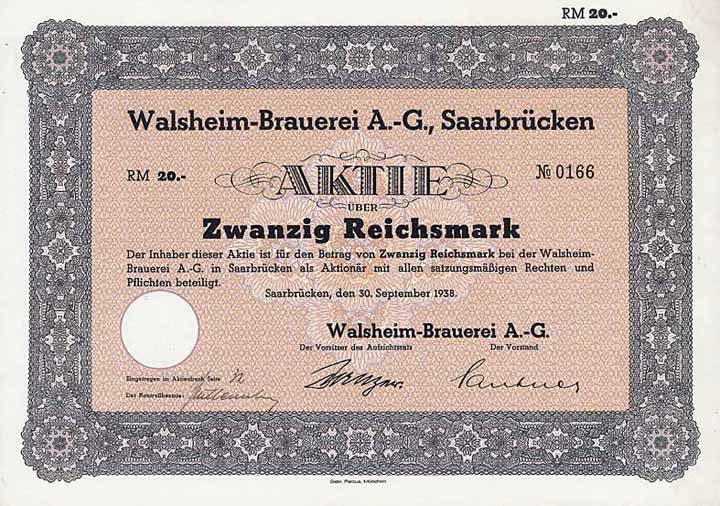 RM 20.-
Walsheim-Brauerei A.-G., Saarbrücken
RM 20.- AKTIE № 0166
ÜBER
Zwanzig Reichsmark
Der Inhaber dieser Aktie ist für den Betrag von Zwanzig Reichsmark bei der Walsheim-
Brauerei A.-G. in Saarbrücken als Aktionär mit allen satzungsmäßigen Rechten und
Pflichten beteiligt.
Saarbrücken, den 30. September 1938.
Walsheim-Brauerei A.-G.
Der Vorsitzer des Aufsichtsrats Der Vorstand
Eingetragen in Aktienbuch Seite
Der Kontrollbeamte:
Gebr. Parcus, München